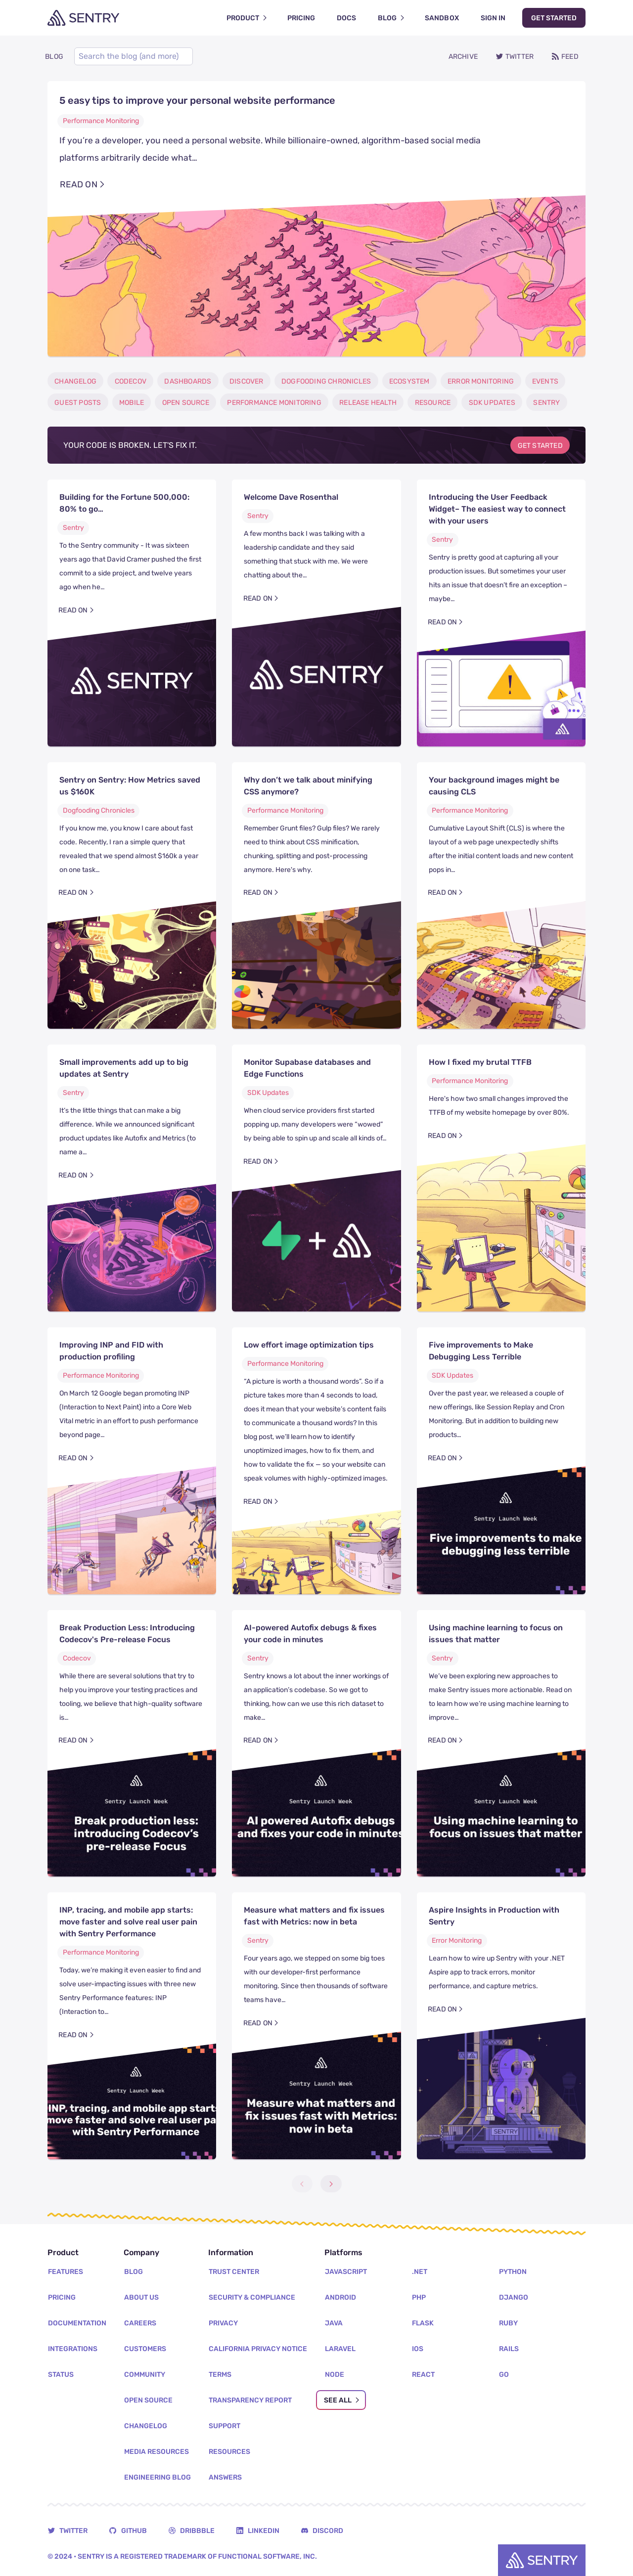 SENTRY
PRODUCT
PRICING
DOCS
BLOG
SANDBOX
SIGN IN
GET STARTED
BLOG
Search the blog (and more)
ARCHIVE
TWITTER
FEED
5 easy tips to improve your personal website performance
Performance Monitoring
If you're a developer, you need a personal website. While billionaire-owned, algorithm-based social media
platforms arbitrarily decide what…
READ ON
CHANGELOG
CODECOV
DASHBOARDS
DISCOVER
DOGFOODING CHRONICLES
ECOSYSTEM
ERROR MONITORING
EVENTS
GUEST POSTS
MOBILE
OPEN SOURCE
PERFORMANCE MONITORING
RELEASE HEALTH
RESOURCE
SDK UPDATES
SENTRY
YOUR CODE IS BROKEN. LET'S FIX IT.
GET STARTED
Building for the Fortune 500,000:
80% to go…
Sentry
To the Sentry community – It was sixteen
years ago that David Cramer pushed the first
commit to a side project, and twelve years
ago when he…
READ ON
SENTRY
Welcome Dave Rosenthal
Sentry
A few months back I was talking with a
leadership candidate and they said
something that stuck with me. We were
chatting about the…
READ ON
SENTRY
Introducing the User Feedback
Widget– The easiest way to connect
with your users
Sentry
Sentry is pretty good at capturing all your
production issues. But sometimes your user
hits an issue that doesn't fire an exception –
maybe…
READ ON
Sentry on Sentry: How Metrics saved
us $160K
Dogfooding Chronicles
If you know me, you know I care about fast
code. Recently, I ran a simple query that
revealed that we spend almost $160k a year
on one task…
READ ON
Why don't we talk about minifying
CSS anymore?
Performance Monitoring
Remember Grunt files? Gulp files? We rarely
need to think about CSS minification,
chunking, splitting and post-processing
anymore. Here's why.
READ ON
Your background images might be
causing CLS
Performance Monitoring
Cumulative Layout Shift (CLS) is where the
layout of a web page unexpectedly shifts
after the initial content loads and new content
pops in…
READ ON
Small improvements add up to big
updates at Sentry
Sentry
It's the little things that can make a big
difference. While we announced significant
product updates like Autofix and Metrics (to
name a…
READ ON
Monitor Supabase databases and
Edge Functions
SDK Updates
When cloud service providers first started
popping up, many developers were "wowed"
by being able to spin up and scale all kinds of…
READ ON
How I fixed my brutal TTFB
Performance Monitoring
Here's how two small changes improved the
TTFB of my website homepage by over 80%.
READ ON
Improving INP and FID with
production profiling
Performance Monitoring
On March 12 Google began promoting INP
(Interaction to Next Paint) into a Core Web
Vital metric in an effort to push performance
beyond page…
READ ON
Low effort image optimization tips
Performance Monitoring
"A picture is worth a thousand words". So if a
picture takes more than 4 seconds to load,
does it mean that your website's content fails
to communicate a thousand words? In this
blog post, we'll learn how to identify
unoptimized images, how to fix them, and
how to validate the fix — so your website can
speak volumes with highly-optimized images.
READ ON
Five improvements to Make
Debugging Less Terrible
SDK Updates
Over the past year, we released a couple of
new offerings, like Session Replay and Cron
Monitoring. But in addition to building new
products…
READ ON
Sentry Launch Week
Five improvements to make
debugging less terrible
Break Production Less: Introducing
Codecov's Pre-release Focus
Codecov
While there are several solutions that try to
help you improve your testing practices and
tooling, we believe that high-quality software
is…
READ ON
Sentry Launch Week
Break production less:
introducing Codecov's
pre-release Focus
AI-powered Autofix debugs & fixes
your code in minutes
Sentry
Sentry knows a lot about the inner workings of
an application's codebase. So we got to
thinking, how can we use this rich dataset to
make…
READ ON
Sentry Launch Week
AI powered Autofix debugs
and fixes your code in minutes
Using machine learning to focus on
issues that matter
Sentry
We've been exploring new approaches to
make Sentry issues more actionable. Read on
to learn how we're using machine learning to
improve…
READ ON
Sentry Launch Week
Using machine learning to
focus on issues that matter
INP, tracing, and mobile app starts:
move faster and solve real user pain
with Sentry Performance
Performance Monitoring
Today, we're making it even easier to find and
solve user-impacting issues with three new
Sentry Performance features: INP
(Interaction to…
READ ON
Sentry Launch Week
INP, tracing, and mobile app starts
move faster and solve real user pa
with Sentry Performance
Measure what matters and fix issues
fast with Metrics: now in beta
Sentry
Four years ago, we stepped on some big toes
with our developer-first performance
monitoring. Since then thousands of software
teams have…
READ ON
Sentry Launch Week
Measure what matters and
fix issues fast with Metrics:
now in beta
Aspire Insights in Production with
Sentry
Error Monitoring
Learn how to wire up Sentry with your .NET
Aspire app to track errors, monitor
performance, and capture metrics.
READ ON
SENTRY
Product
FEATURES
PRICING
DOCUMENTATION
INTEGRATIONS
STATUS
Company
BLOG
ABOUT US
CAREERS
CUSTOMERS
COMMUNITY
OPEN SOURCE
CHANGELOG
MEDIA RESOURCES
ENGINEERING BLOG
Information
TRUST CENTER
SECURITY & COMPLIANCE
PRIVACY
CALIFORNIA PRIVACY NOTICE
TERMS
TRANSPARENCY REPORT
SUPPORT
RESOURCES
ANSWERS
Platforms
JAVASCRIPT
ANDROID
JAVA
LARAVEL
NODE
.NET
PHP
FLASK
IOS
REACT
PYTHON
DJANGO
RUBY
RAILS
GO
SEE ALL
TWITTER
GITHUB
DRIBBBLE
LINKEDIN
DISCORD
© 2024 • SENTRY IS A REGISTERED TRADEMARK OF FUNCTIONAL SOFTWARE, INC.
SENTRY